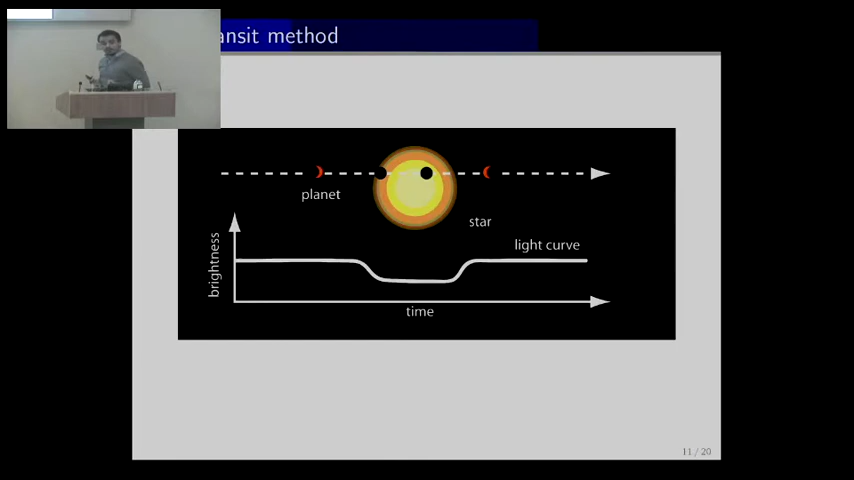 ansit method
planet
star
light curve
brightness
time
11 / 20